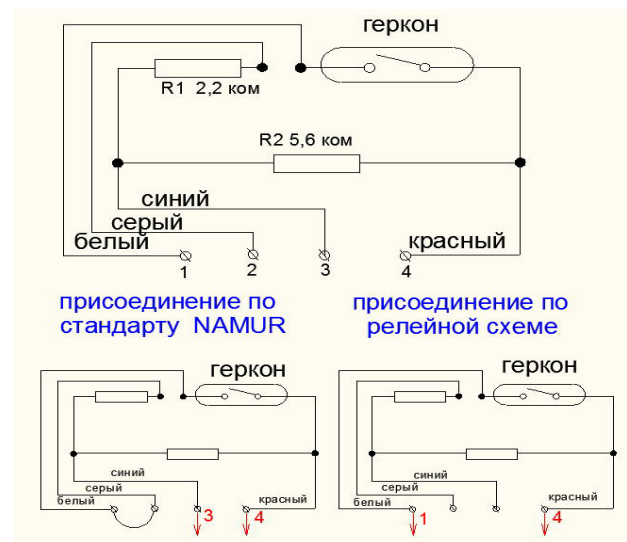 геркон
R1 2,2 ком
R2 5,6 ком
синий
серый
белый
красный
1
2
3
4
присоединение по
стандарту NAMUR
присоединение по
релейной схеме
геркон
синий
серый
белый
красный
3
4
геркон
синий
серый
белый
красный
1
4